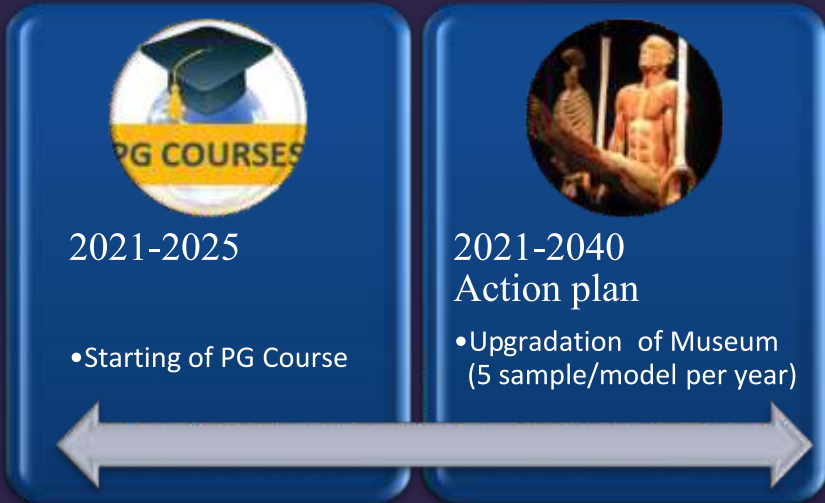 PG COURSES
2021-2025
•Starting of PG Course
2021-2040
Action plan
•Upgradation of Museum
(5 sample/model per year)